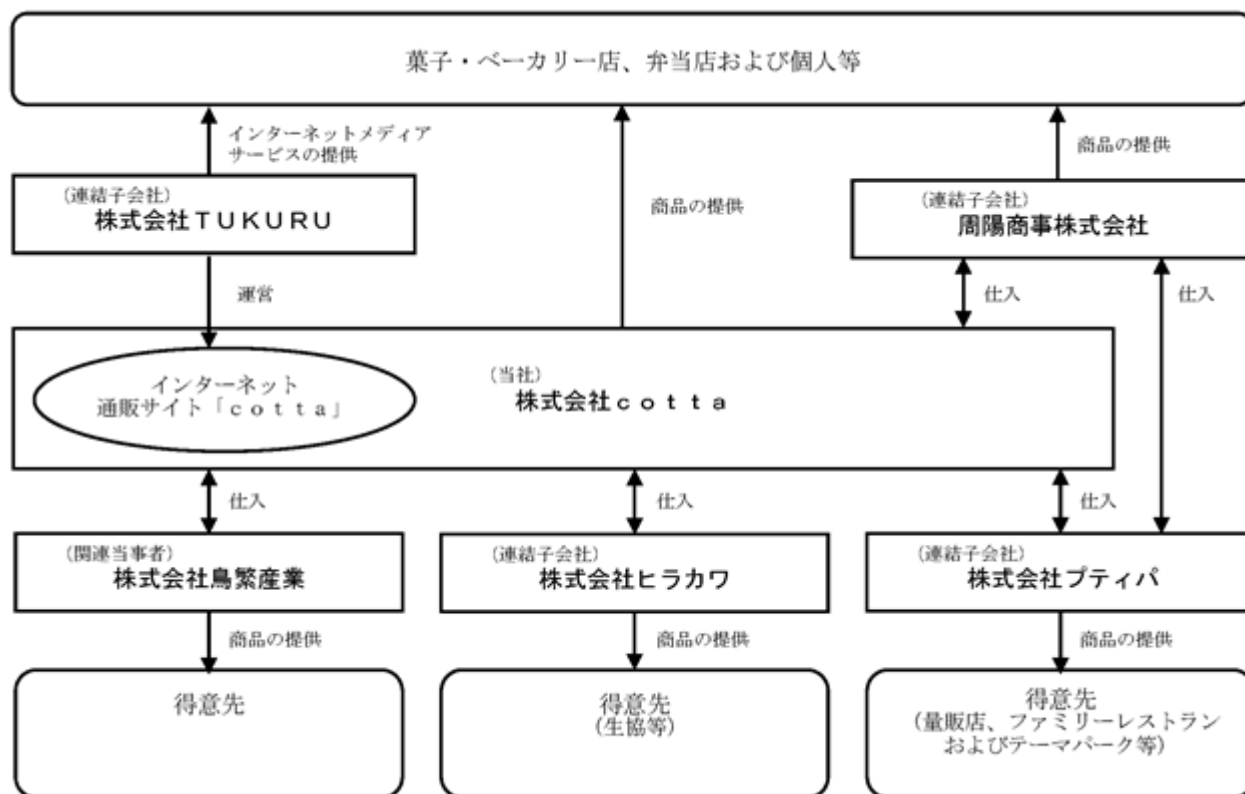 菓子・ベーカリー店、弁当店および個人等
インターネットメディア
サービスの提供
商品の提供
(連結子会社)
株式会社ＴＵＫＵＲＵ
商品の提供
(連結子会社)
周陽商事株式会社
運営
仕入
仕入
インターネット
通販サイト「ｃｏｔｔａ」
(当社)
株式会社ｃｏｔｔａ
仕入
仕入
仕入
(関連当事者)
株式会社鳥繁産業
(連結子会社)
株式会社ヒラカワ
(連結子会社)
株式会社プティパ
商品の提供
商品の提供
商品の提供
得意先
得意先
(生協等)
得意先
(量販店、ファミリーレストラン
およびテーマパーク等)